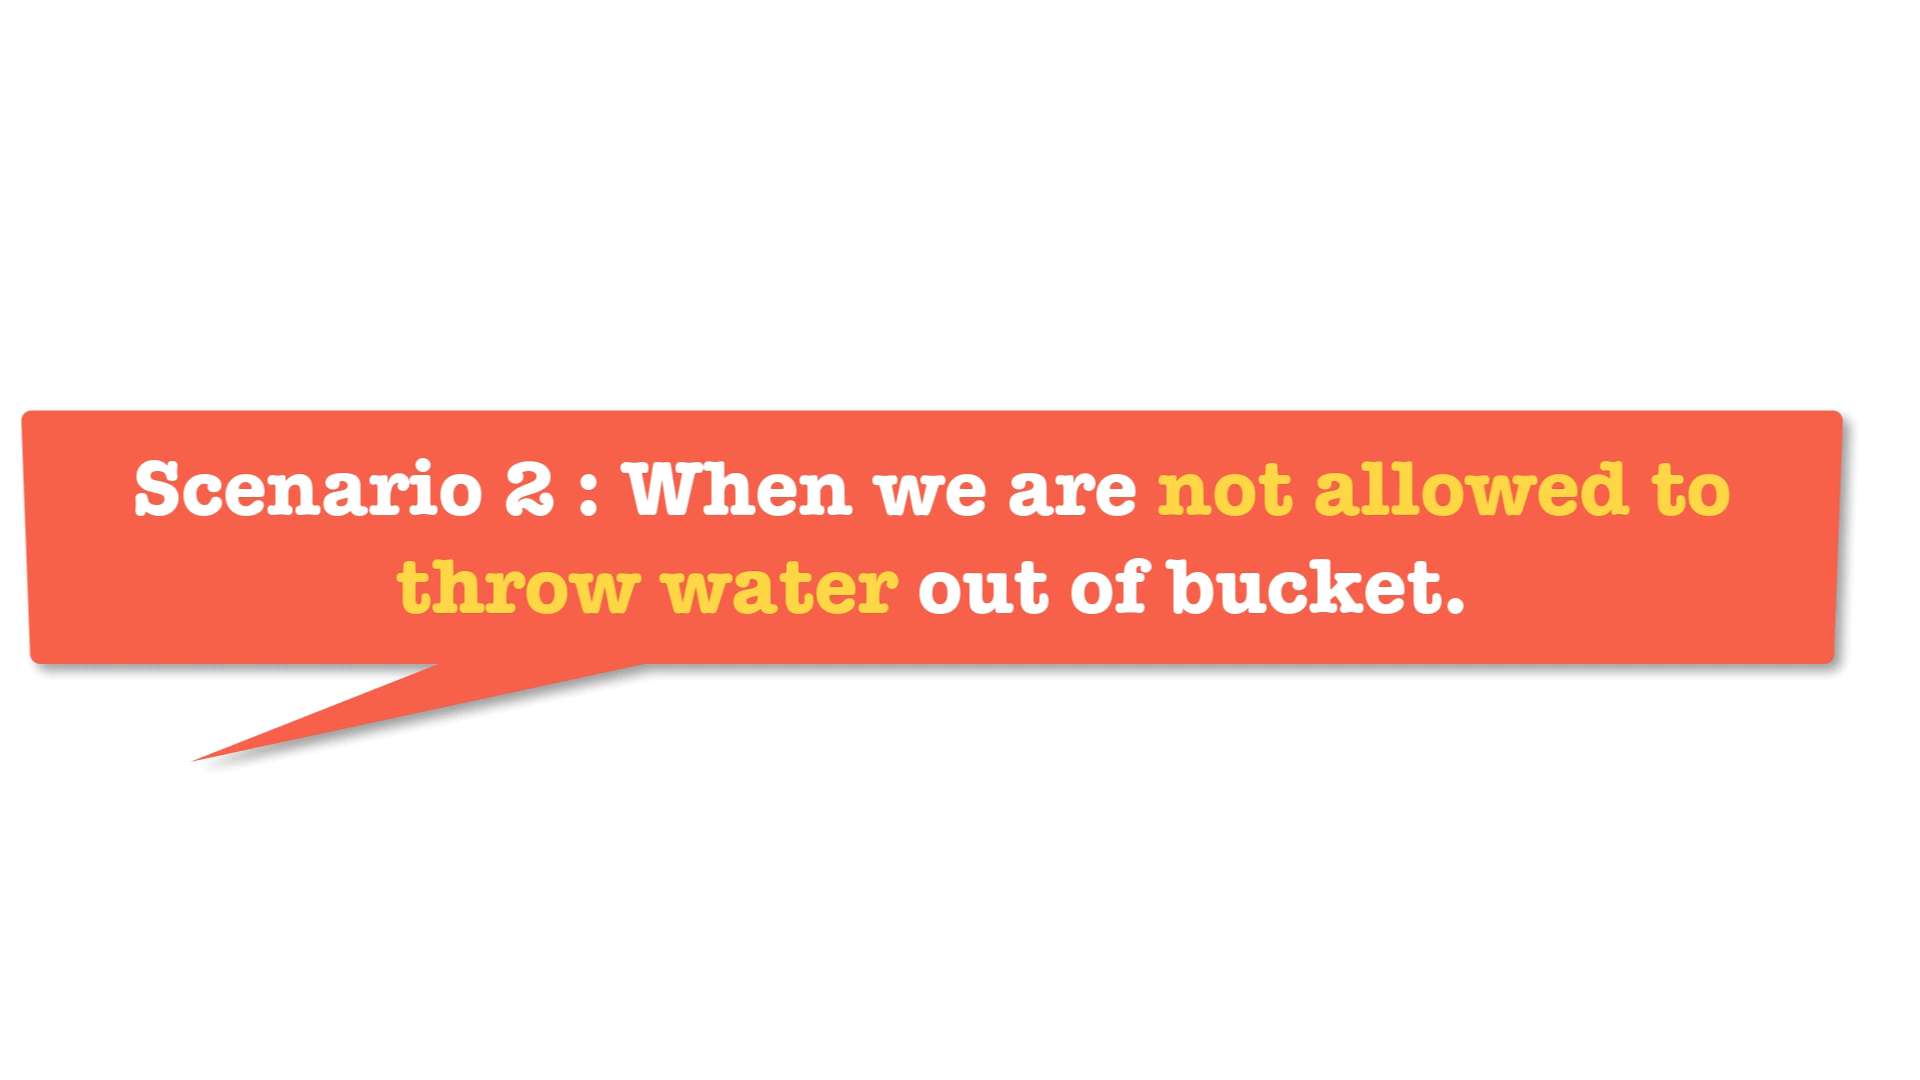 Scenario 2 : When we are not allowed to
throw water out of bucket.